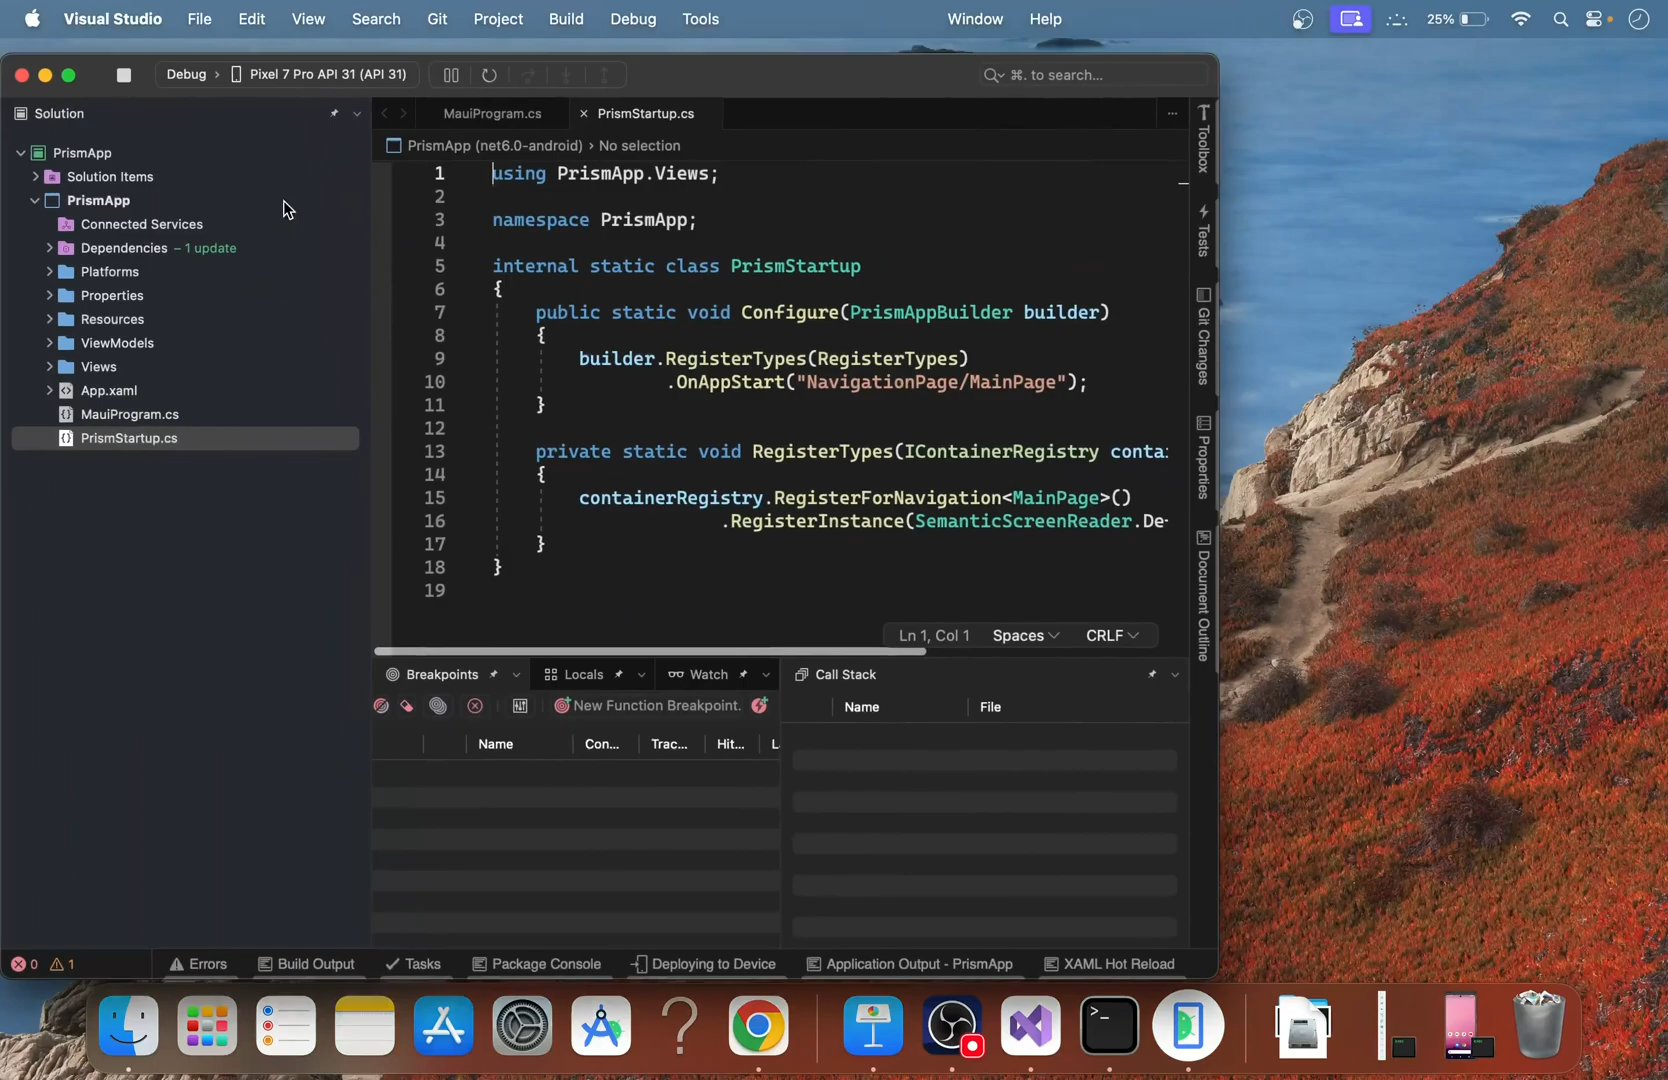 Visual Studio File Edit View Search Git Project Build Debug Tools Window Help 25%
Debug › Pixel 7 Pro API 31 (API 31)
⌘. to search...
Solution
MauiProgram.cs
PrismStartup.cs
PrismApp (net6.0-android) › No selection
PrismApp
Solution Items
PrismApp
Connected Services
Dependencies – 1 update
Platforms
Properties
Resources
ViewModels
Views
App.xaml
MauiProgram.cs
PrismStartup.cs
1 using PrismApp.Views;
2
3 namespace PrismApp;
4
5 internal static class PrismStartup
6 {
7 public static void Configure(PrismAppBuilder builder)
8 {
9 builder.RegisterTypes(RegisterTypes)
10 .OnAppStart("NavigationPage/MainPage");
11 }
12
13 private static void RegisterTypes(IContainerRegistry contai
14 {
15 containerRegistry.RegisterForNavigation<MainPage>()
16 .RegisterInstance(SemanticScreenReader.De
17 }
18 }
19
Ln 1, Col 1 Spaces CRLF
Toolbox
Tests
Git Changes
Properties
Document Outline
Breakpoints
Locals
Watch
Call Stack
New Function Breakpoint.
Name Con... Trac... Hit... L
Name File
0 1
Errors
Build Output
Tasks
Package Console
Deploying to Device
Application Output - PrismApp
XAML Hot Reload